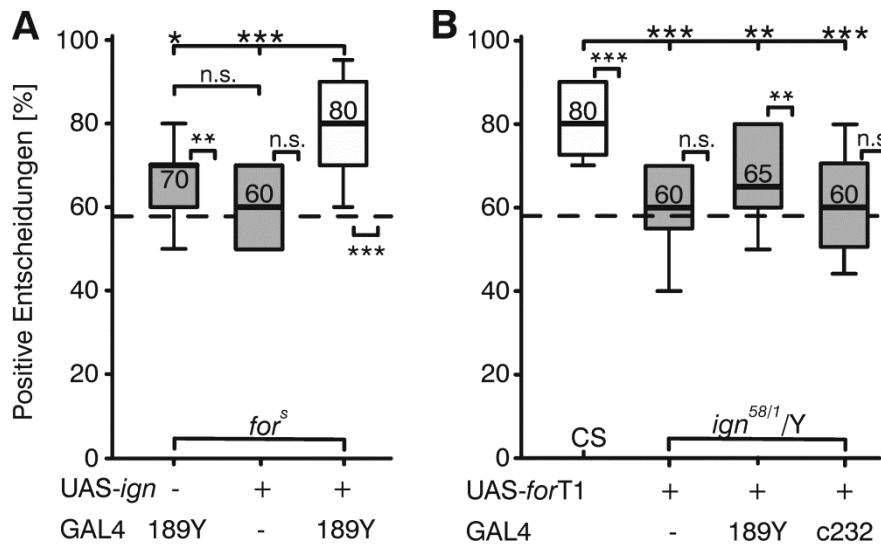 A
B
Positive Entscheidungen [%]
100
80
60
40
20
0
*
***
n.s.
**
n.s.
***
70
60
80
for^s
UAS-ign - + +
GAL4 189Y - 189Y
100
80
60
40
20
0
***
**
***
***
n.s.
**
n.s
80
60
65
60
CS
ign^58/1/Y
UAS-forT1 + + +
GAL4 - 189Y c232